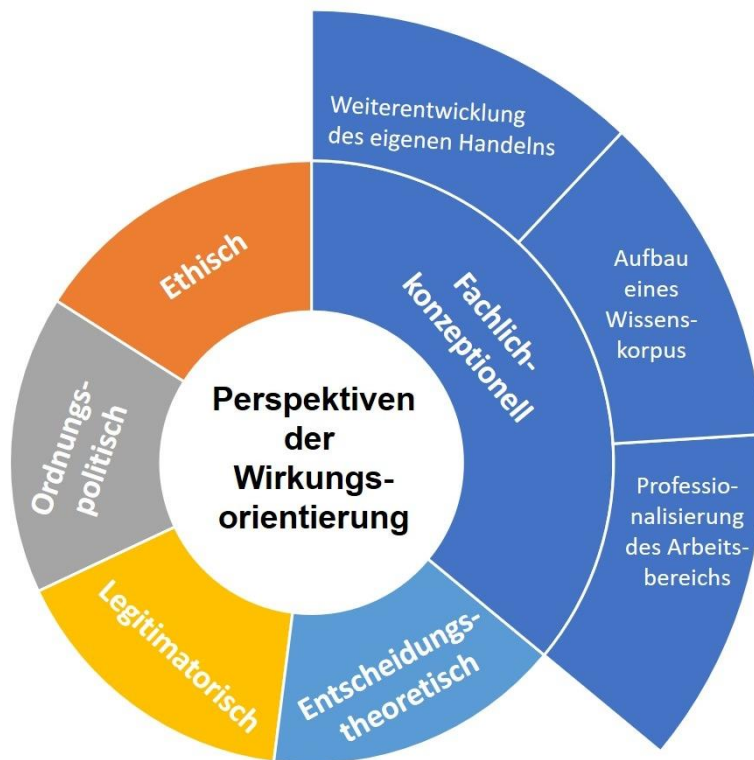 Weiterentwicklung
des eigenen Handelns
Aufbau
eines
Wissens-
korpus
Professio-
nalisierung
des Arbeits-
bereichs
Fachlich-
konzeptionell
Entscheidungs-
theoretisch
Legitimatorisch
Ordnungs-
politisch
Ethisch
Perspektiven
der
Wirkungs-
orientierung